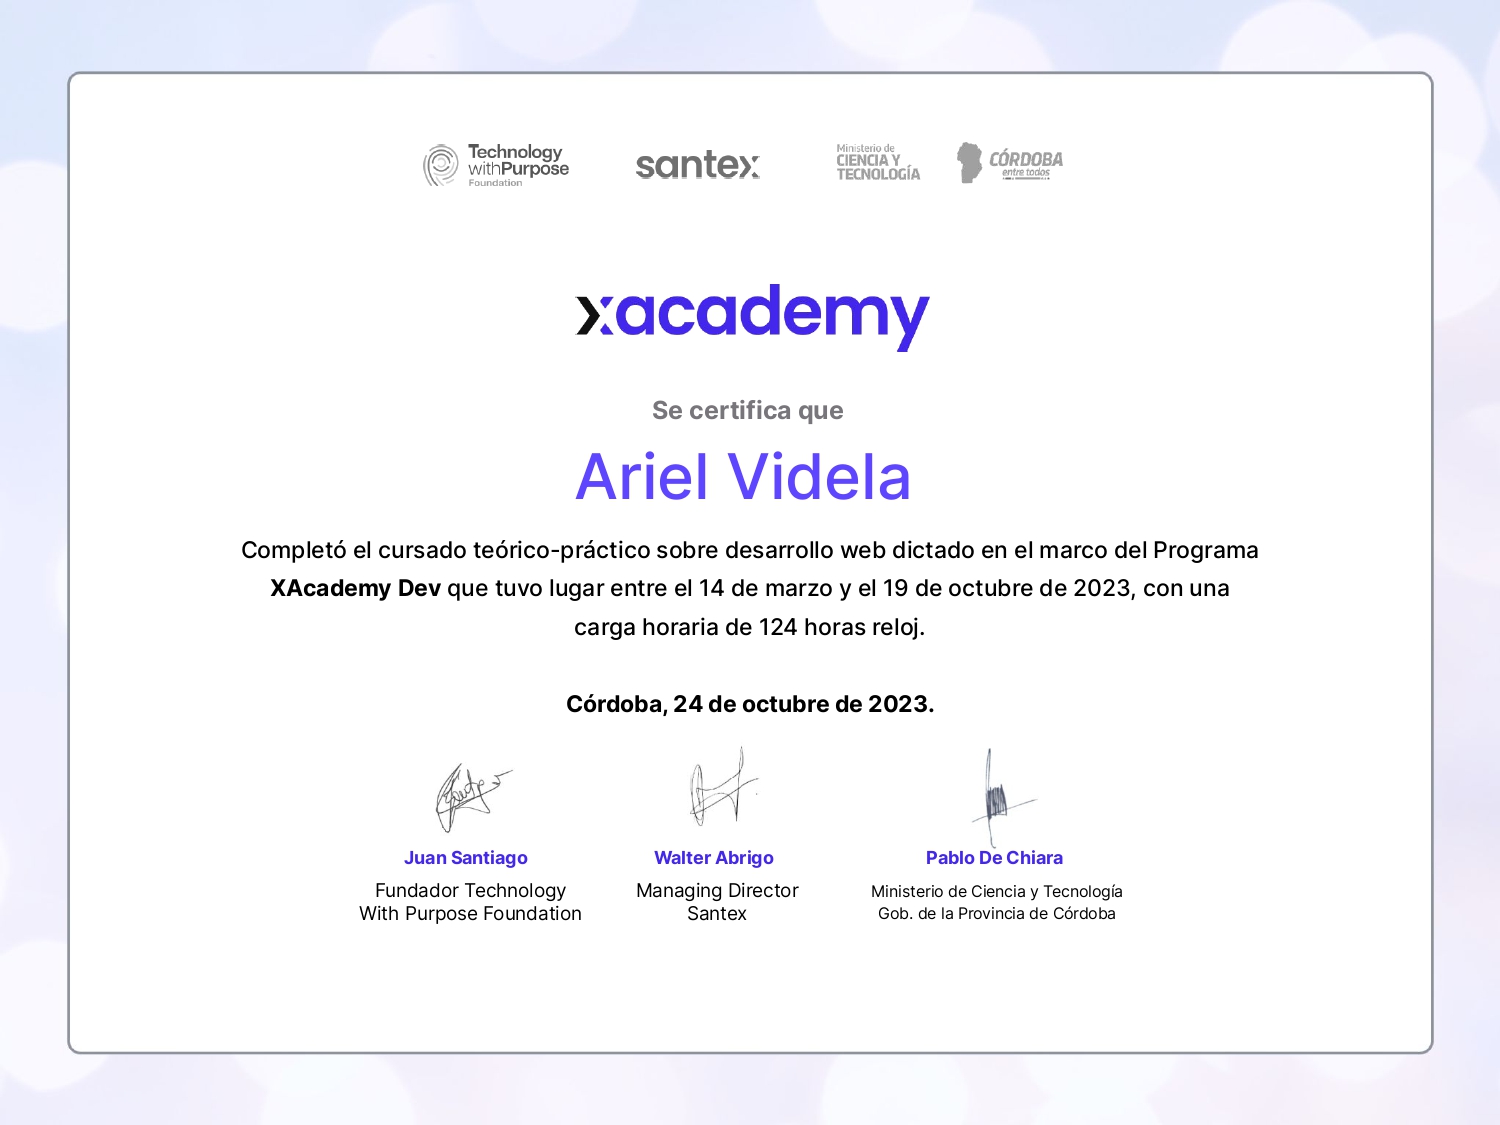 Technology
withPurpose
Foundation
santex
Ministerio de
CIENCIA Y
TECNOLOGÍA
CÓRDOBA
entre todos
xacademy
Se certifica que
Ariel Videla
Completó el cursado teórico-práctico sobre desarrollo web dictado en el marco del Programa
XAcademy Dev que tuvo lugar entre el 14 de marzo y el 19 de octubre de 2023, con una
carga horaria de 124 horas reloj.
Córdoba, 24 de octubre de 2023.
Juan Santiago
Fundador Technology
With Purpose Foundation
Walter Abrigo
Managing Director
Santex
Pablo De Chiara
Ministerio de Ciencia y Tecnología
Gob. de la Provincia de Córdoba